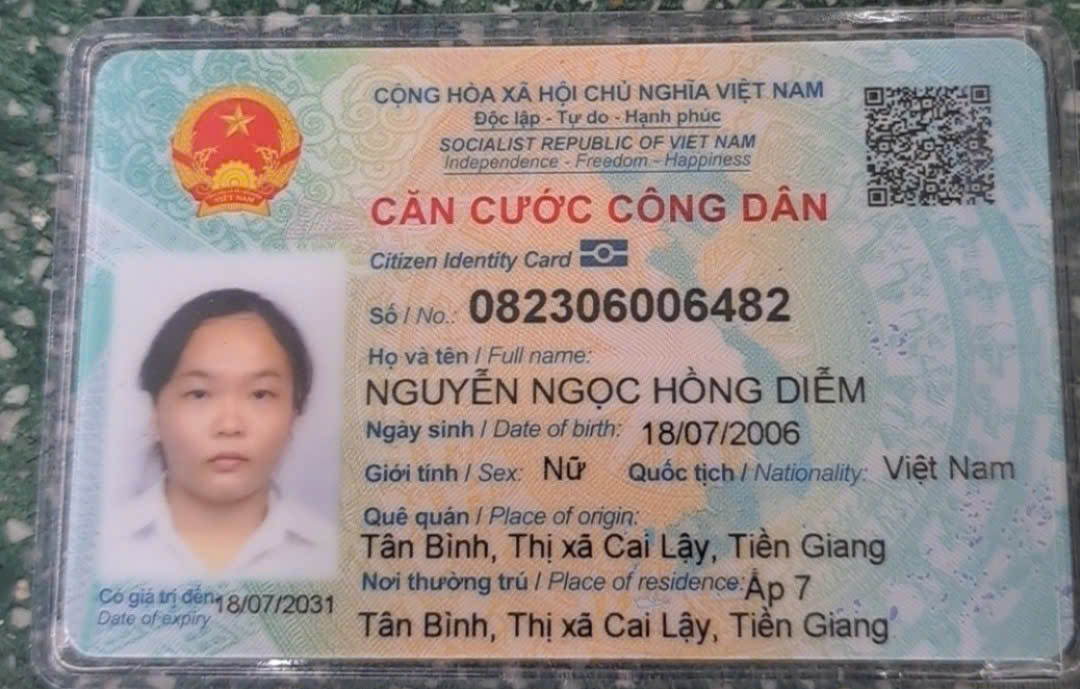 CỘNG HÒA XÃ HỘI CHỦ NGHĨA VIỆT NAM
Độc lập - Tự do - Hạnh phúc
SOCIALIST REPUBLIC OF VIET NAM
Independence - Freedom - Happiness
CĂN CƯỚC CÔNG DÂN
Citizen Identity Card
Số / No.: 082306006482
Họ và tên / Full name:
NGUYỄN NGỌC HỒNG DIỄM
Ngày sinh / Date of birth: 18/07/2006
Giới tính / Sex: Nữ Quốc tịch / Nationality: Việt Nam
Quê quán / Place of origin:
Tân Bình, Thị xã Cai Lậy, Tiền Giang
Nơi thường trú / Place of residence: Ấp 7
Tân Bình, Thị xã Cai Lậy, Tiền Giang
Có giá trị đến: 18/07/2031
Date of expiry
VIỆT NAM